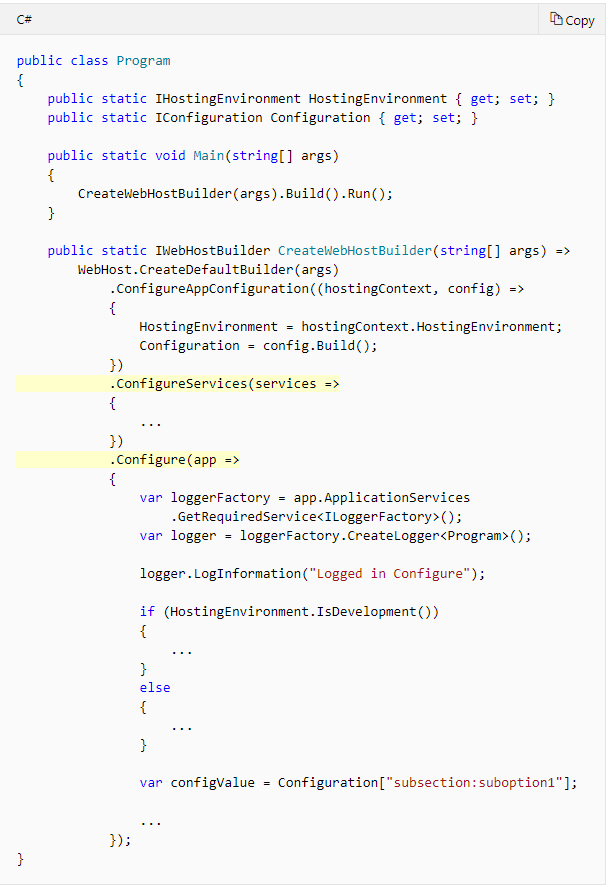 C#
Copy
public class Program
{
    public static IHostingEnvironment HostingEnvironment { get; set; }
    public static IConfiguration Configuration { get; set; }

    public static void Main(string[] args)
    {
        CreateWebHostBuilder(args).Build().Run();
    }

    public static IWebHostBuilder CreateWebHostBuilder(string[] args) =>
        WebHost.CreateDefaultBuilder(args)
            .ConfigureAppConfiguration((hostingContext, config) =>
            {
                HostingEnvironment = hostingContext.HostingEnvironment;
                Configuration = config.Build();
            })
            .ConfigureServices(services =>
            {
                ...
            })
            .Configure(app =>
            {
                var loggerFactory = app.ApplicationServices
                    .GetRequiredService<ILoggerFactory>();
                var logger = loggerFactory.CreateLogger<Program>();

                logger.LogInformation("Logged in Configure");

                if (HostingEnvironment.IsDevelopment())
                {
                    ...
                }
                else
                {
                    ...
                }

                var configValue = Configuration["subsection:suboption1"];

                ...
            });
}